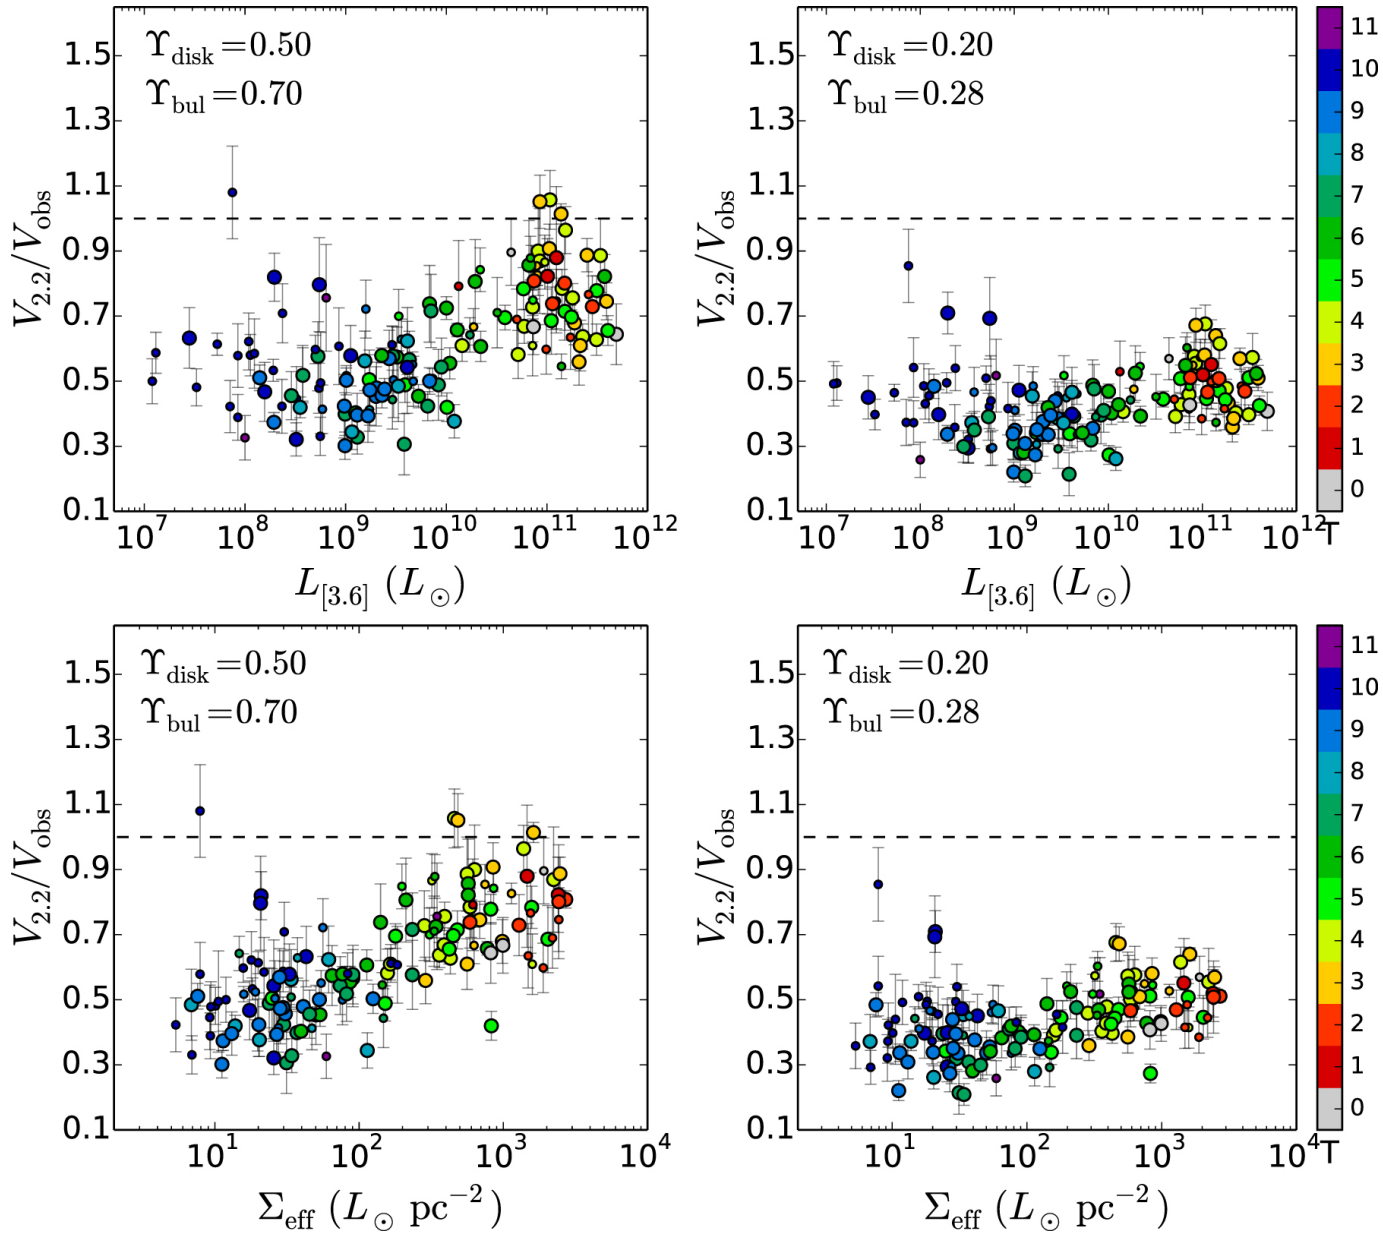 Υdisk=0.50
Υbul=0.70
1.5
1.3
1.1
0.9
0.7
0.5
0.3
0.1
V2.2/Vobs
10^7 10^8 10^9 10^10 10^11 10^12
L[3.6] (L⊙)
Υdisk=0.20
Υbul=0.28
1.5
1.3
1.1
0.9
0.7
0.5
0.3
0.1
V2.2/Vobs
10^7 10^8 10^9 10^10 10^11 10^12
L[3.6] (L⊙)
11
10
9
8
7
6
5
4
3
2
1
0
T
Υdisk=0.50
Υbul=0.70
1.5
1.3
1.1
0.9
0.7
0.5
0.3
0.1
V2.2/Vobs
10^1 10^2 10^3 10^4
Σeff (L⊙ pc^−2)
Υdisk=0.20
Υbul=0.28
1.5
1.3
1.1
0.9
0.7
0.5
0.3
0.1
V2.2/Vobs
10^1 10^2 10^3 10^4
Σeff (L⊙ pc^−2)
11
10
9
8
7
6
5
4
3
2
1
0
T